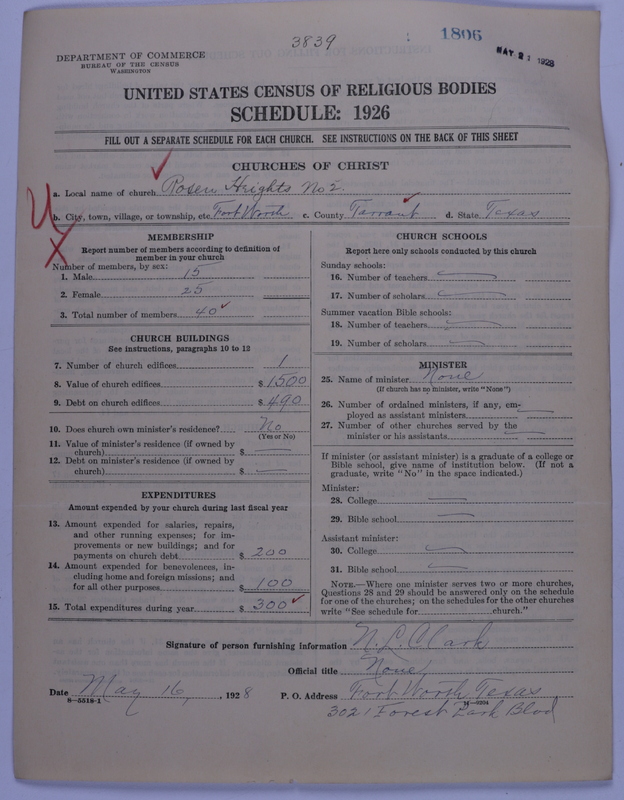 3839
1806
MAY 21 1928
DEPARTMENT OF COMMERCE
BUREAU OF THE CENSUS
WASHINGTON
UNITED STATES CENSUS OF RELIGIOUS BODIES
SCHEDULE: 1926
FILL OUT A SEPARATE SCHEDULE FOR EACH CHURCH. SEE INSTRUCTIONS ON THE BACK OF THIS SHEET
CHURCHES OF CHRIST
a. Local name of church Rosen Heights No 2.
b. City, town, village, or township, etc. Fort Worth c. County Tarrant d. State Texas
MEMBERSHIP
Report number of members according to definition of
member in your church
Number of members, by sex:
1. Male 15
2. Female 25
3. Total number of members 40
CHURCH BUILDINGS
See instructions, paragraphs 10 to 12
7. Number of church edifices 1
8. Value of church edifices $ 1500
9. Debt on church edifices $ 490
10. Does church own minister's residence? No
(Yes or No)
11. Value of minister's residence (if owned by
church) $
12. Debt on minister's residence (if owned by
church) $
EXPENDITURES
Amount expended by your church during last fiscal year
13. Amount expended for salaries, repairs,
and other running expenses; for im-
provements or new buildings; and for
payments on church debt $ 200
14. Amount expended for benevolences, in-
cluding home and foreign missions; and
for all other purposes $ 100
15. Total expenditures during year $ 300
CHURCH SCHOOLS
Report here only schools conducted by this church
Sunday schools:
16. Number of teachers
17. Number of scholars
Summer vacation Bible schools:
18. Number of teachers
19. Number of scholars
MINISTER
25. Name of minister None
(If church has no minister, write "None")
26. Number of ordained ministers, if any, em-
ployed as assistant ministers
27. Number of other churches served by the
minister or his assistants
If minister (or assistant minister) is a graduate of a college or
Bible school, give name of institution below. (If not a
graduate, write "No" in the space indicated.)
Minister:
28. College
29. Bible school
Assistant minister:
30. College
31. Bible school
NOTE.—Where one minister serves two or more churches,
Questions 28 and 29 should be answered only on the schedule
for one of the churches; on the schedules for the other churches
write "See schedule for church."
Signature of person furnishing information N. L. Clark
Official title None
Date May 16, 1928 P. O. Address Fort Worth Texas
8—5518-1
3021 Forest Park Blvd